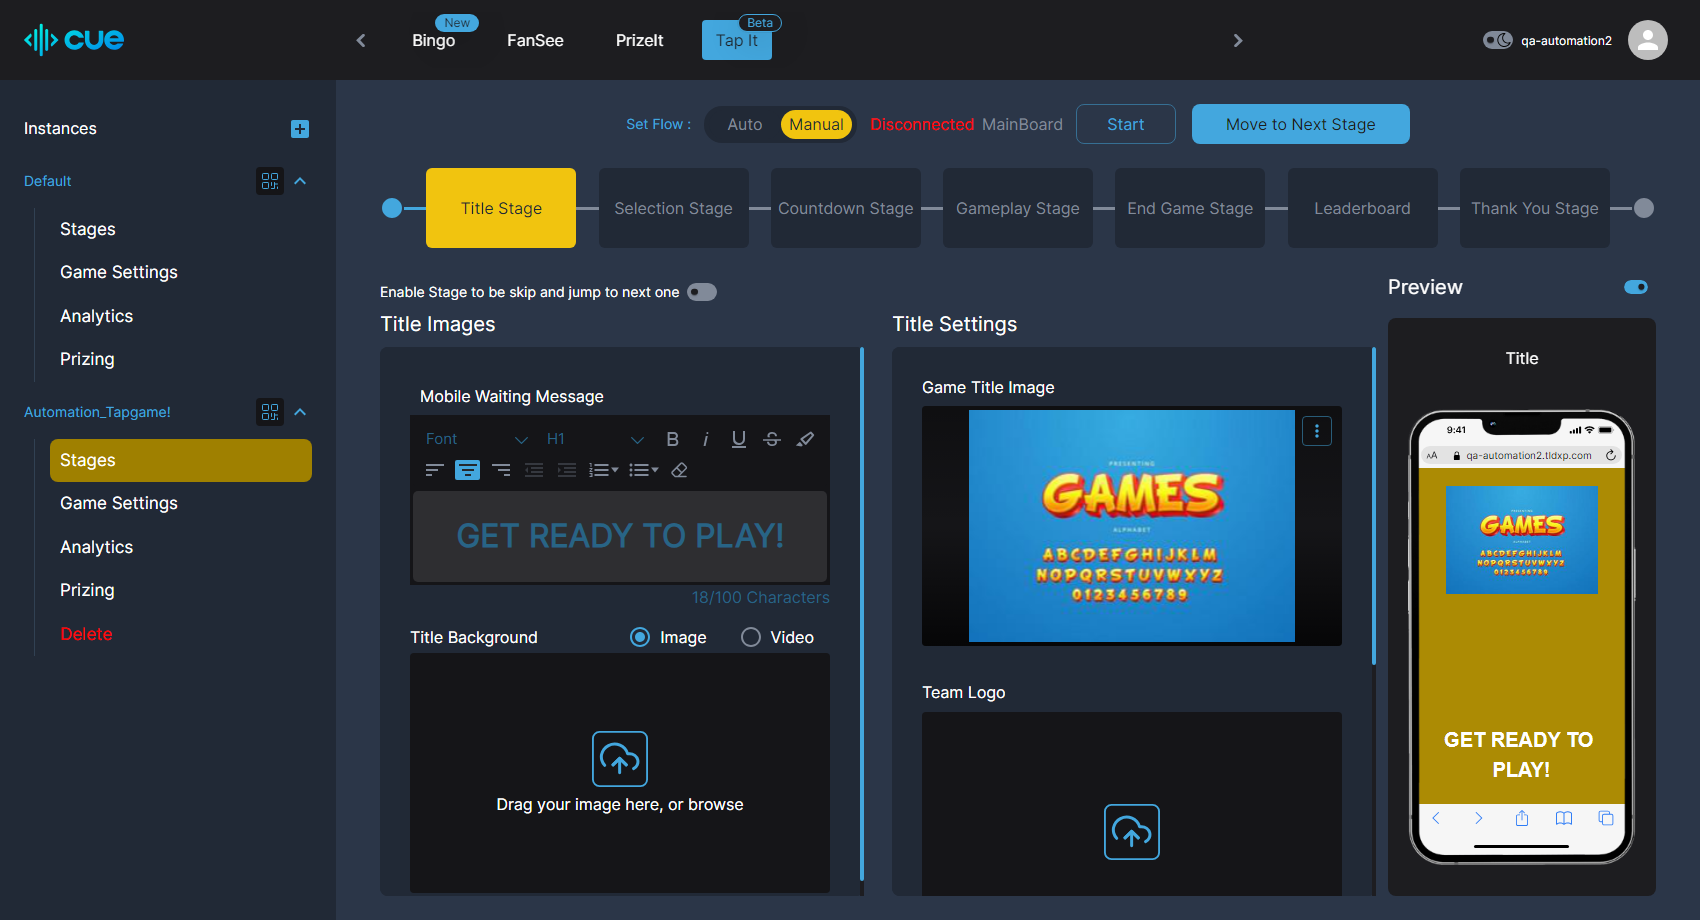 cue
Bingo
New
FanSee
PrizeIt
Tap It
Beta
qa-automation2
Instances
Default
Stages
Game Settings
Analytics
Prizing
Automation_Tapgame!
Stages
Game Settings
Analytics
Prizing
Delete
Set Flow :
Auto
Manual
Disconnected MainBoard
Start
Move to Next Stage
Title Stage
Selection Stage
Countdown Stage
Gameplay Stage
End Game Stage
Leaderboard
Thank You Stage
Enable Stage to be skip and jump to next one
Title Images
Mobile Waiting Message
Font
H1
B
i
U
S
GET READY TO PLAY!
18/100 Characters
Title Background
Image
Video
Drag your image here, or browse
Title Settings
Game Title Image
PRESENTING
GAMES
ALPHABET
ABCDEFGHIJKLM
NOPQRSTUVWXYZ
0123456789
Team Logo
Preview
Title
9:41
AA
qa-automation2.tldxp.com
PRESENTING
GAMES
ALPHABET
ABCDEFGHIJKLM
NOPQRSTUVWXYZ
0123456789
GET READY TO
PLAY!